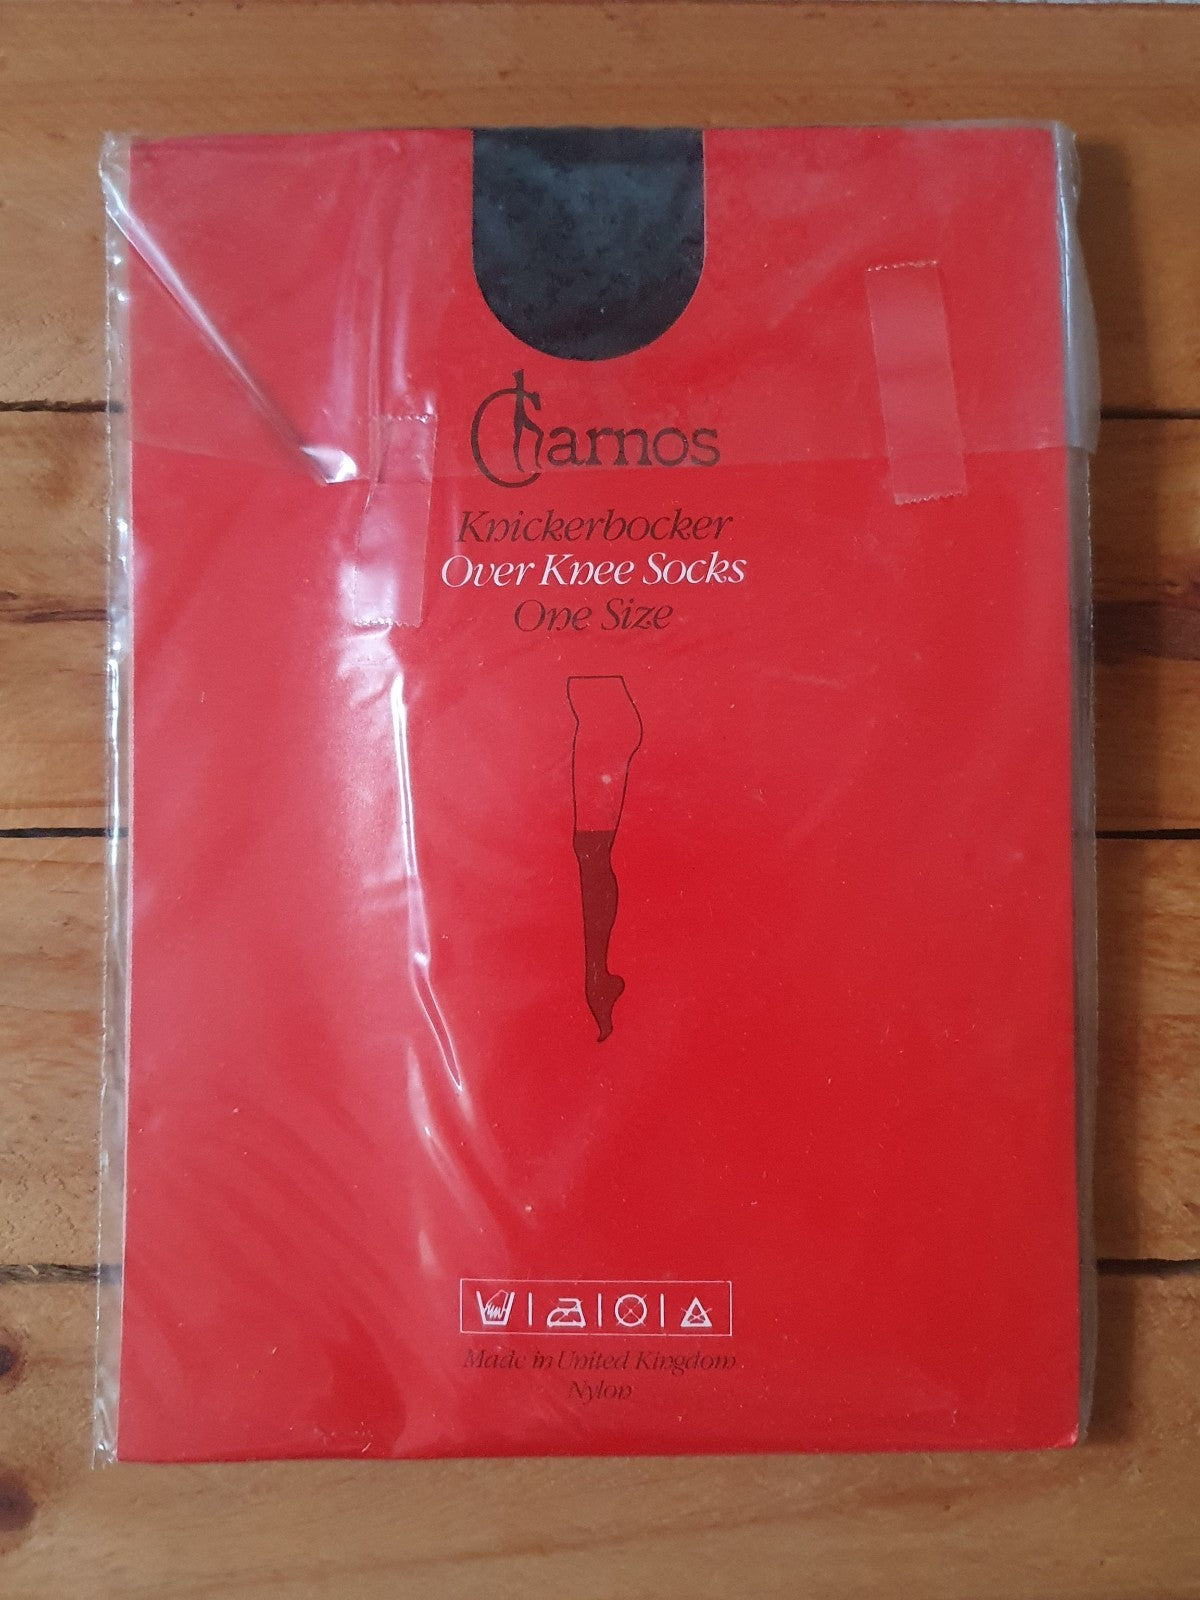 Charnos
Knickerbocker
Over Knee Socks
One Size
Made in United Kingdom
Nylon